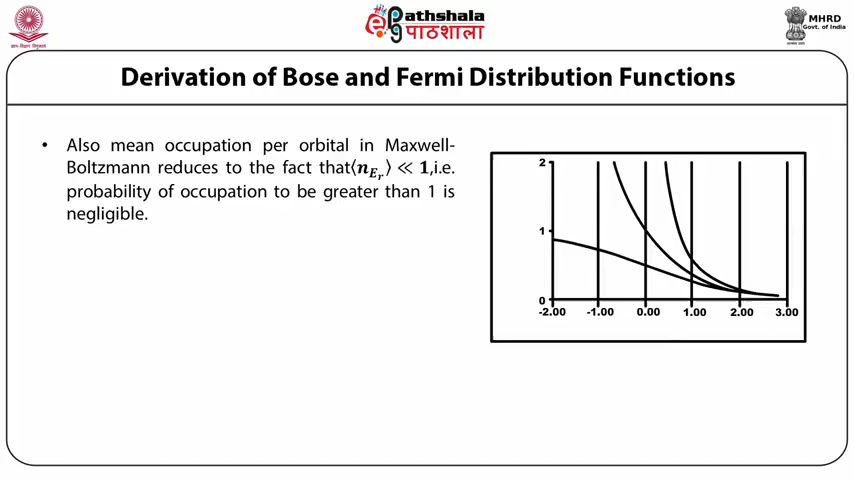 ePathshala
पाठशाला
MHRD
Govt. of India
Derivation of Bose and Fermi Distribution Functions
• Also mean occupation per orbital in Maxwell-
Boltzmann reduces to the fact that⟨n_{E_r}⟩ ≪ 1,i.e.
probability of occupation to be greater than 1 is
negligible.
2
1
0
-2.00 -1.00 0.00 1.00 2.00 3.00